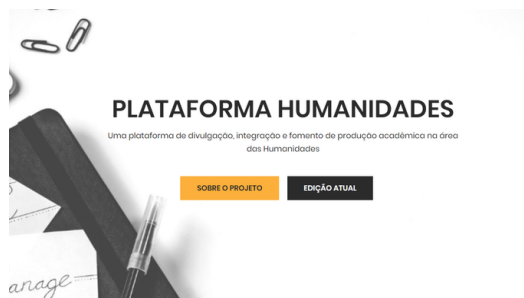 PLATAFORMA HUMANIDADES
Uma plataforma de divulgação, integração e fomento de produção acadêmica na área
das Humanidades
SOBRE O PROJETO
EDIÇÃO ATUAL
anage